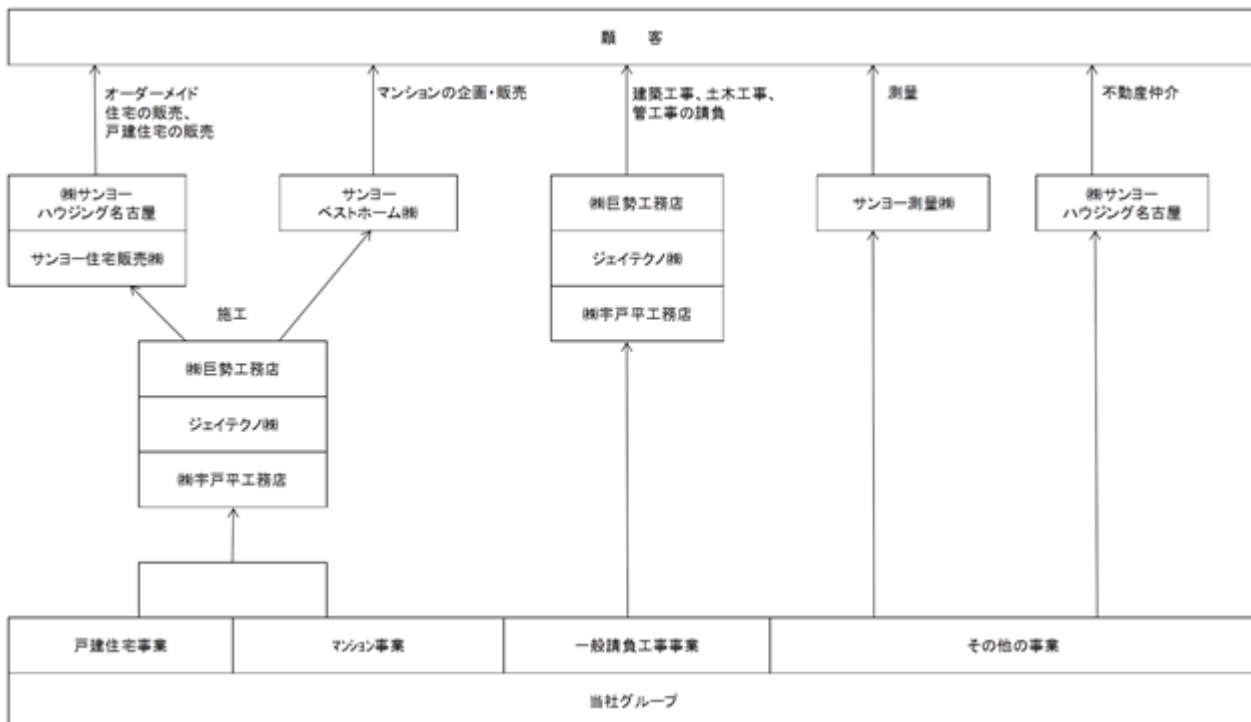 顧　客
オーダーメイド
住宅の販売、
戸建住宅の販売
マンションの企画・販売
建築工事、土木工事、
管工事の請負
測量
不動産仲介
㈱サンヨー
ハウジング名古屋
サンヨー住宅販売㈱
サンヨー
ベストホーム㈱
㈱巨勢工務店
ジェイテクノ㈱
㈱宇戸平工務店
サンヨー測量㈱
㈱サンヨー
ハウジング名古屋
施工
㈱巨勢工務店
ジェイテクノ㈱
㈱宇戸平工務店
戸建住宅事業
マンション事業
一般請負工事事業
その他の事業
当社グループ